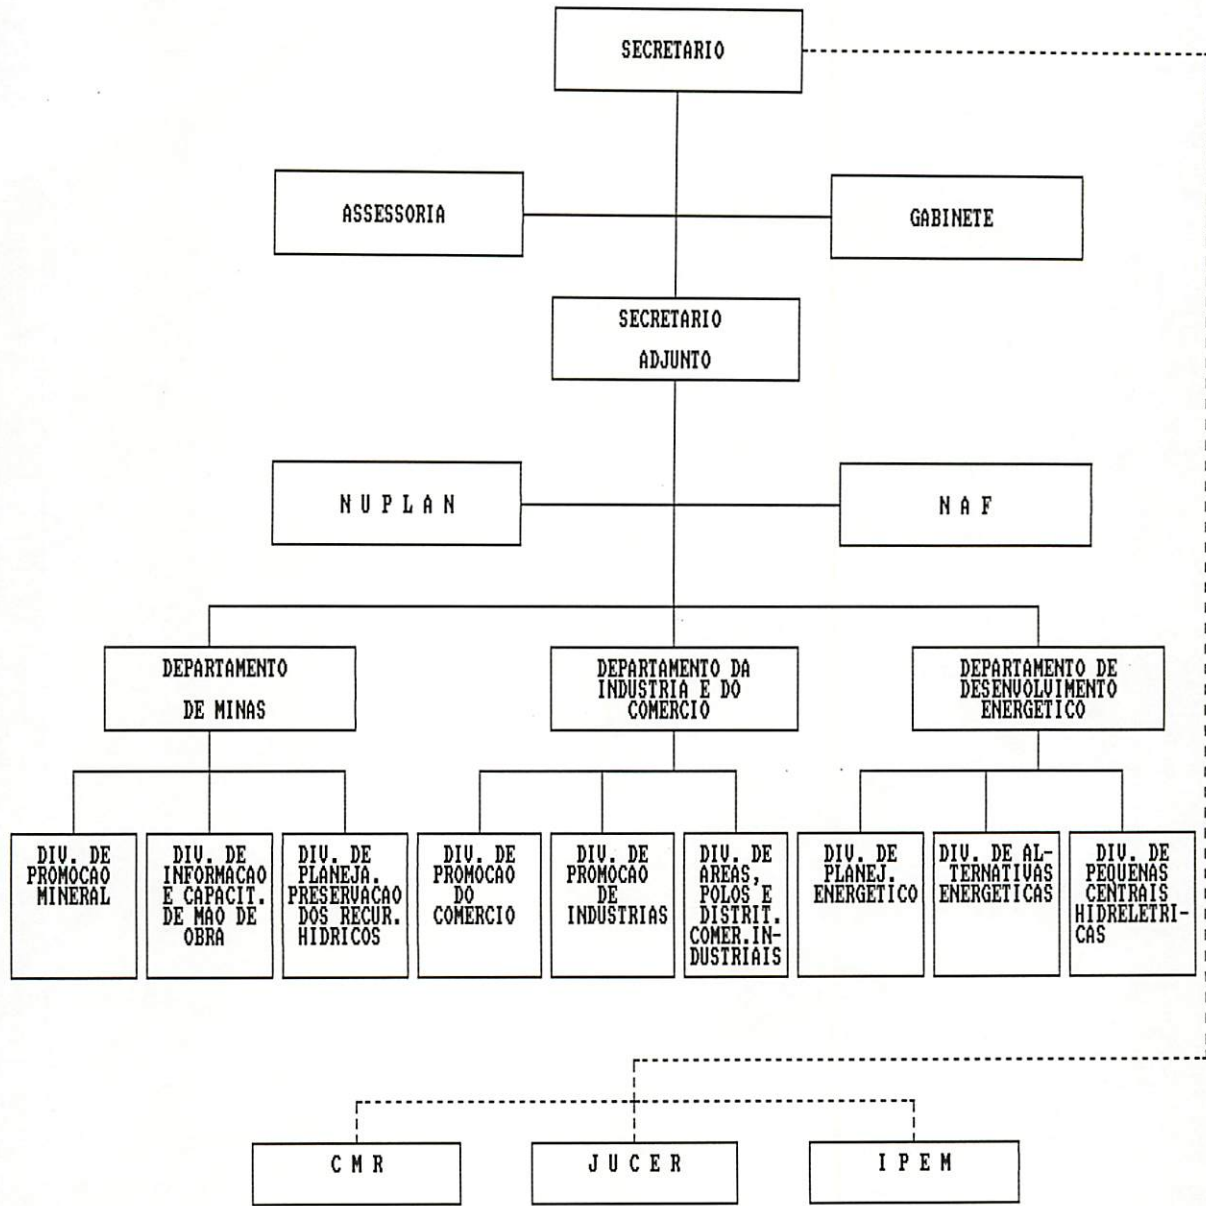 SECRETARIO
ASSESSORIA
GABINETE
SECRETARIO
ADJUNTO
N U P L A N
N A F
DEPARTAMENTO
DE MINAS
DEPARTAMENTO DA
INDUSTRIA E DO
COMERCIO
DEPARTAMENTO DE
DESENVOLVIMENTO
ENERGETICO
DIV. DE
PROMOCAO
MINERAL
DIV. DE
INFORMACAO
E CAPACIT.
DE MAO DE
OBRA
DIV. DE
PLANEJA.
PRESERVACAO
DOS RECUR.
HIDRICOS
DIV. DE
PROMOCAO
DO
COMERCIO
DIV. DE
PROMOCAO
DE
INDUSTRIAS
DIV. DE
AREAS,
POLOS E
DISTRIT.
COMER.IN-
DUSTRIAIS
DIV. DE
PLANEJ.
ENERGETICO
DIV. DE AL-
TERNATIVAS
ENERGETICAS
DIV. DE
PEQUENAS
CENTRAIS
HIDRELETRI-
CAS
C M R
J U C E R
I P E M